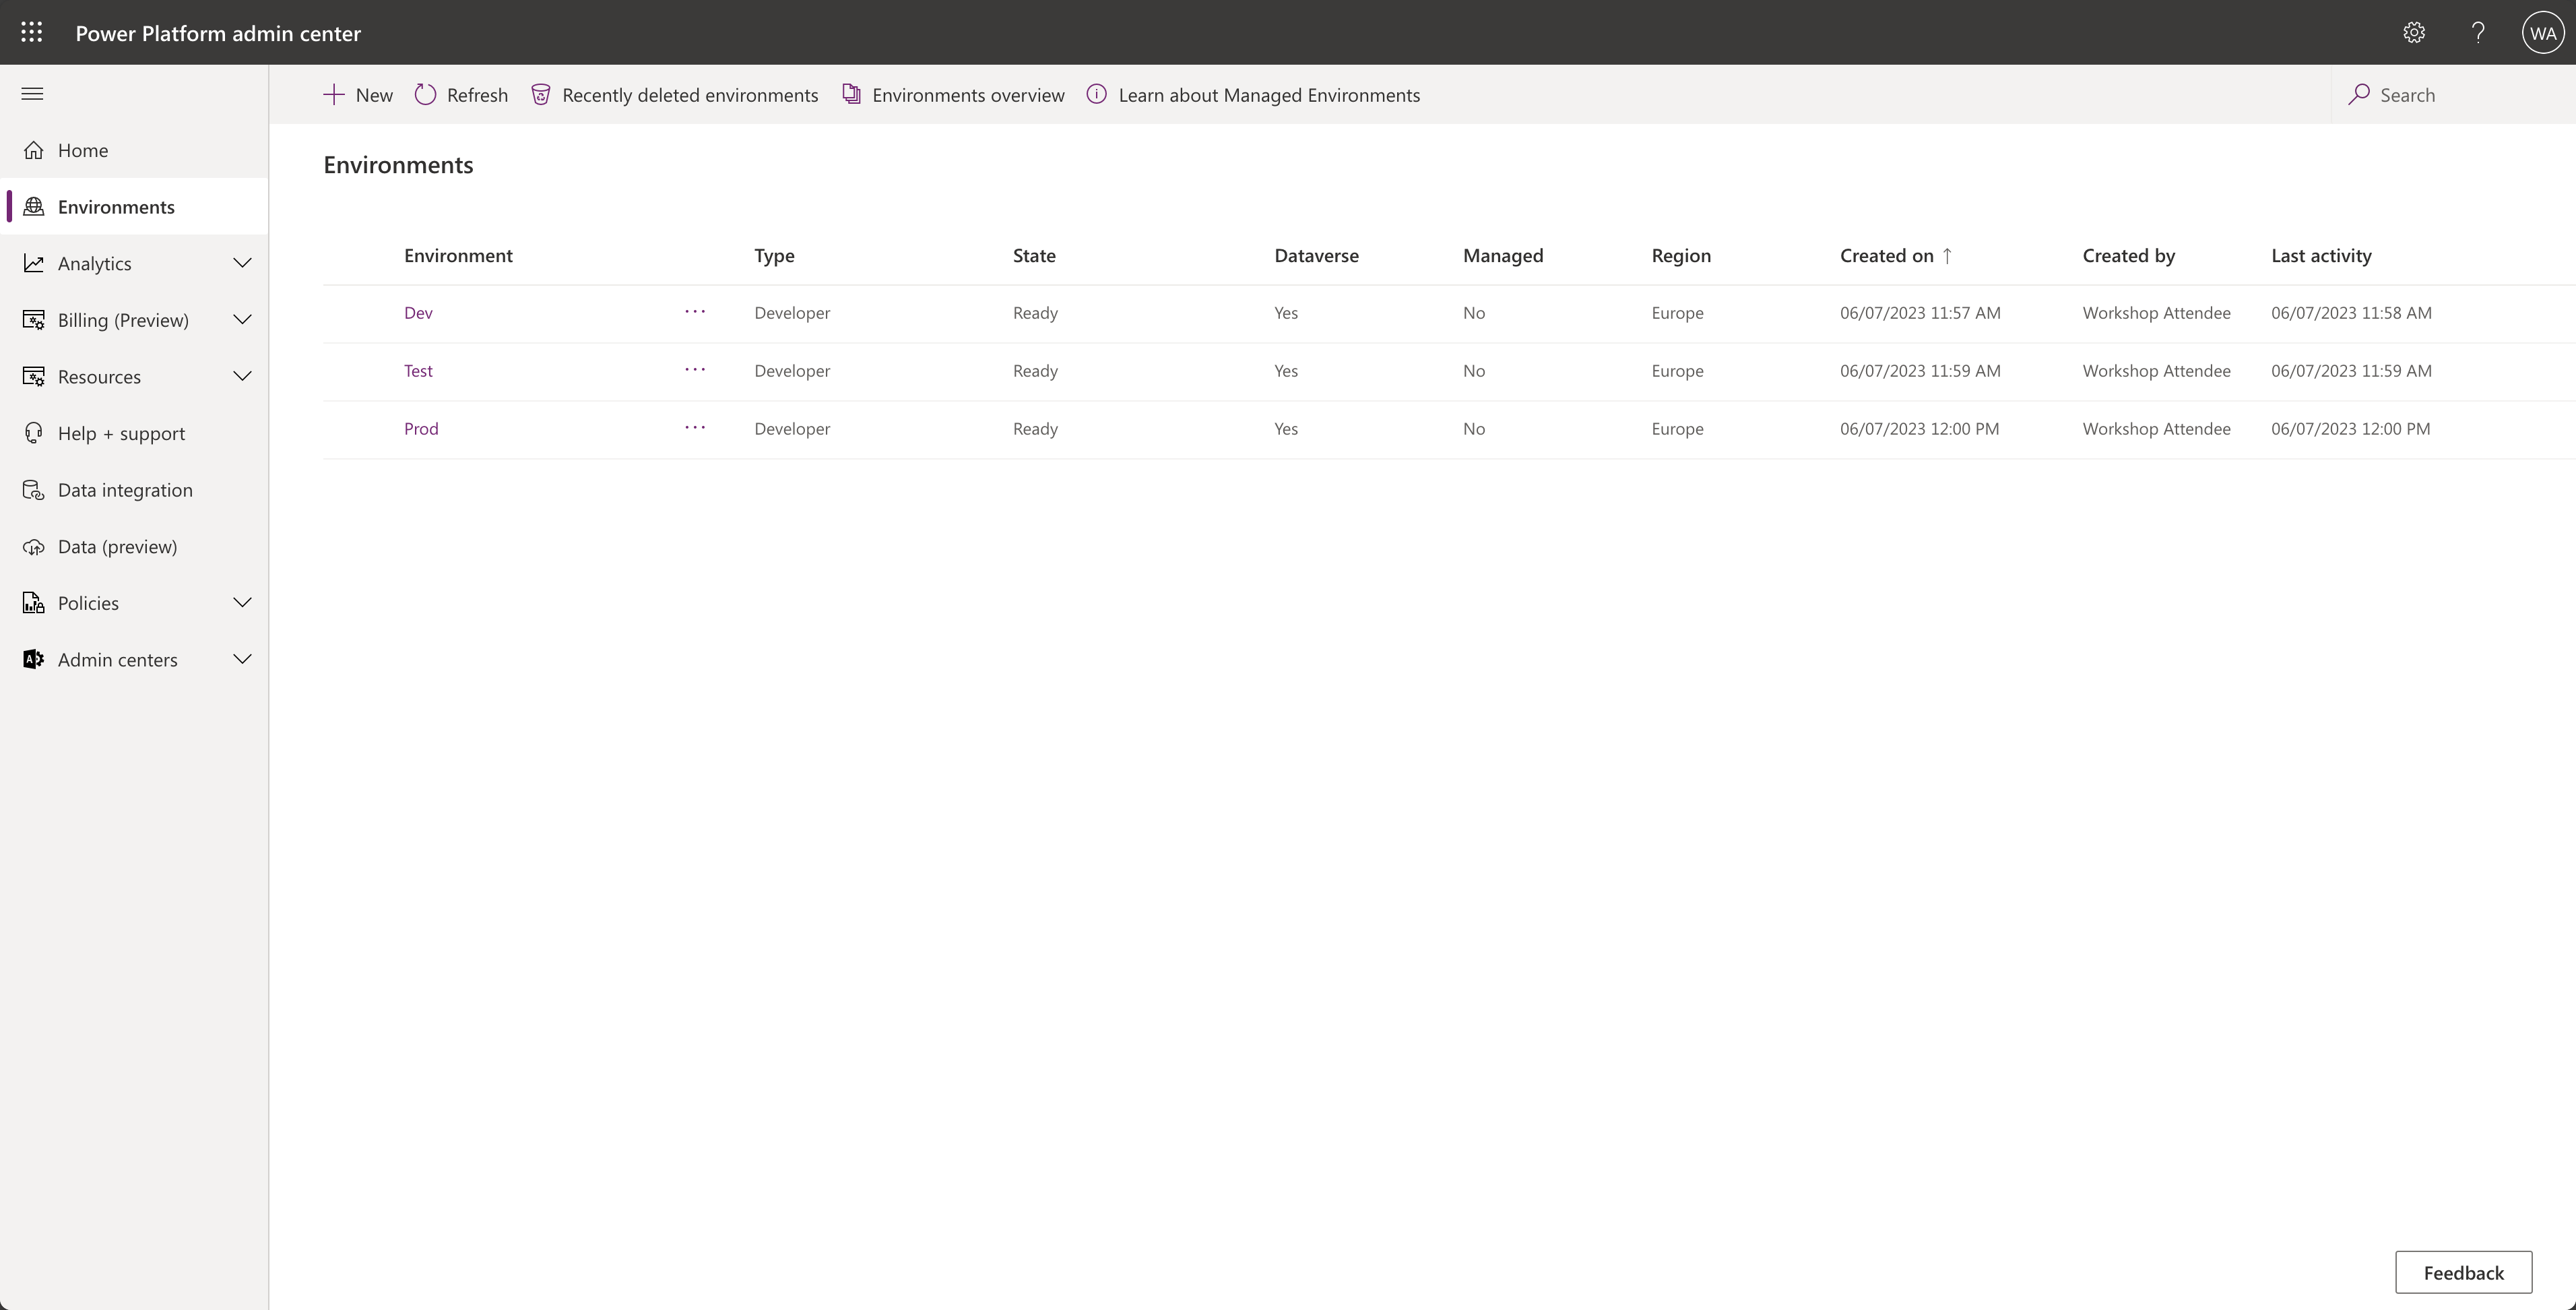 Power Platform admin center
?
WA
New
Refresh
Recently deleted environments
Environments overview
Learn about Managed Environments
Search
Home
Environments
Analytics
Billing (Preview)
Resources
Help + support
Data integration
Data (preview)
Policies
Admin centers
Environments
Environment Type State Dataverse Managed Region Created on ↑ Created by Last activity
Dev ··· Developer Ready Yes No Europe 06/07/2023 11:57 AM Workshop Attendee 06/07/2023 11:58 AM
Test ··· Developer Ready Yes No Europe 06/07/2023 11:59 AM Workshop Attendee 06/07/2023 11:59 AM
Prod ··· Developer Ready Yes No Europe 06/07/2023 12:00 PM Workshop Attendee 06/07/2023 12:00 PM
Feedback